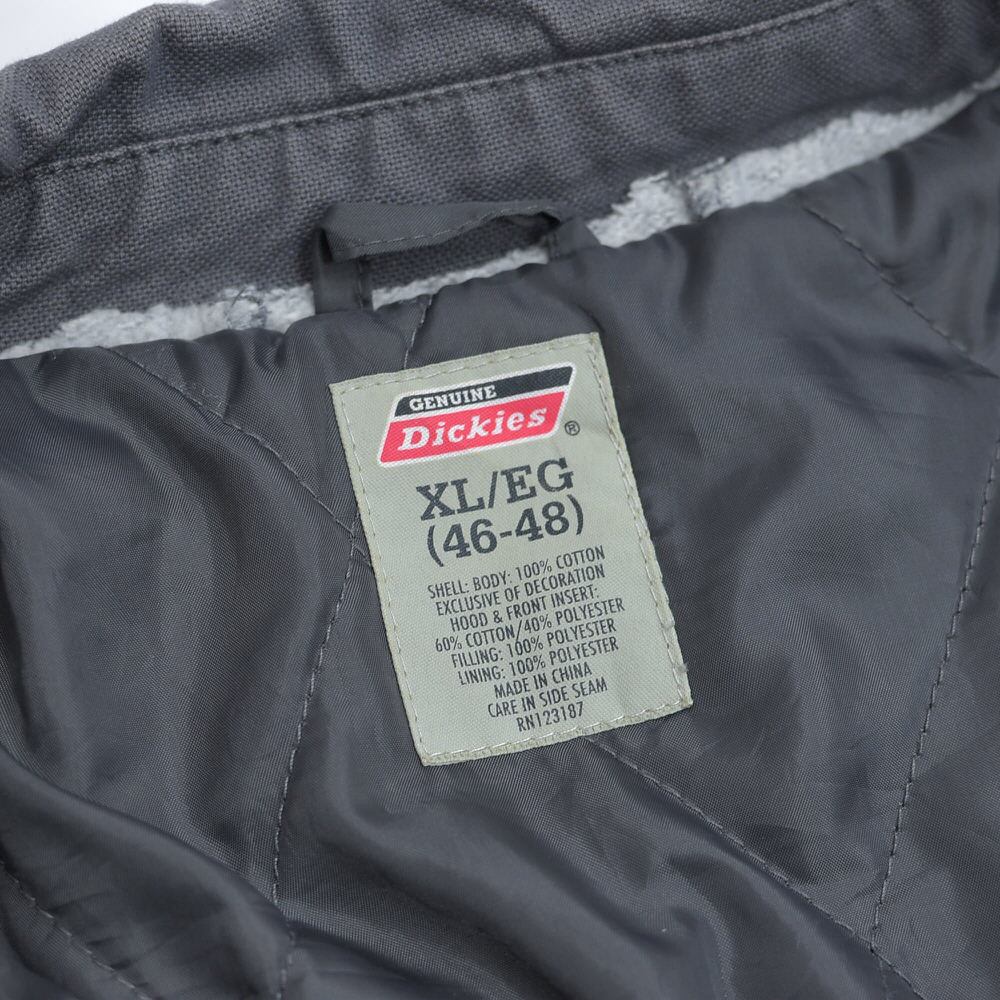 GENUINE
Dickies®
XL/EG
(46-48)
SHELL: BODY: 100% COTTON
EXCLUSIVE OF DECORATION
HOOD & FRONT INSERT:
60% COTTON/40% POLYESTER
FILLING: 100% POLYESTER
LINING: 100% POLYESTER
MADE IN CHINA
CARE IN SIDE SEAM
RN123187